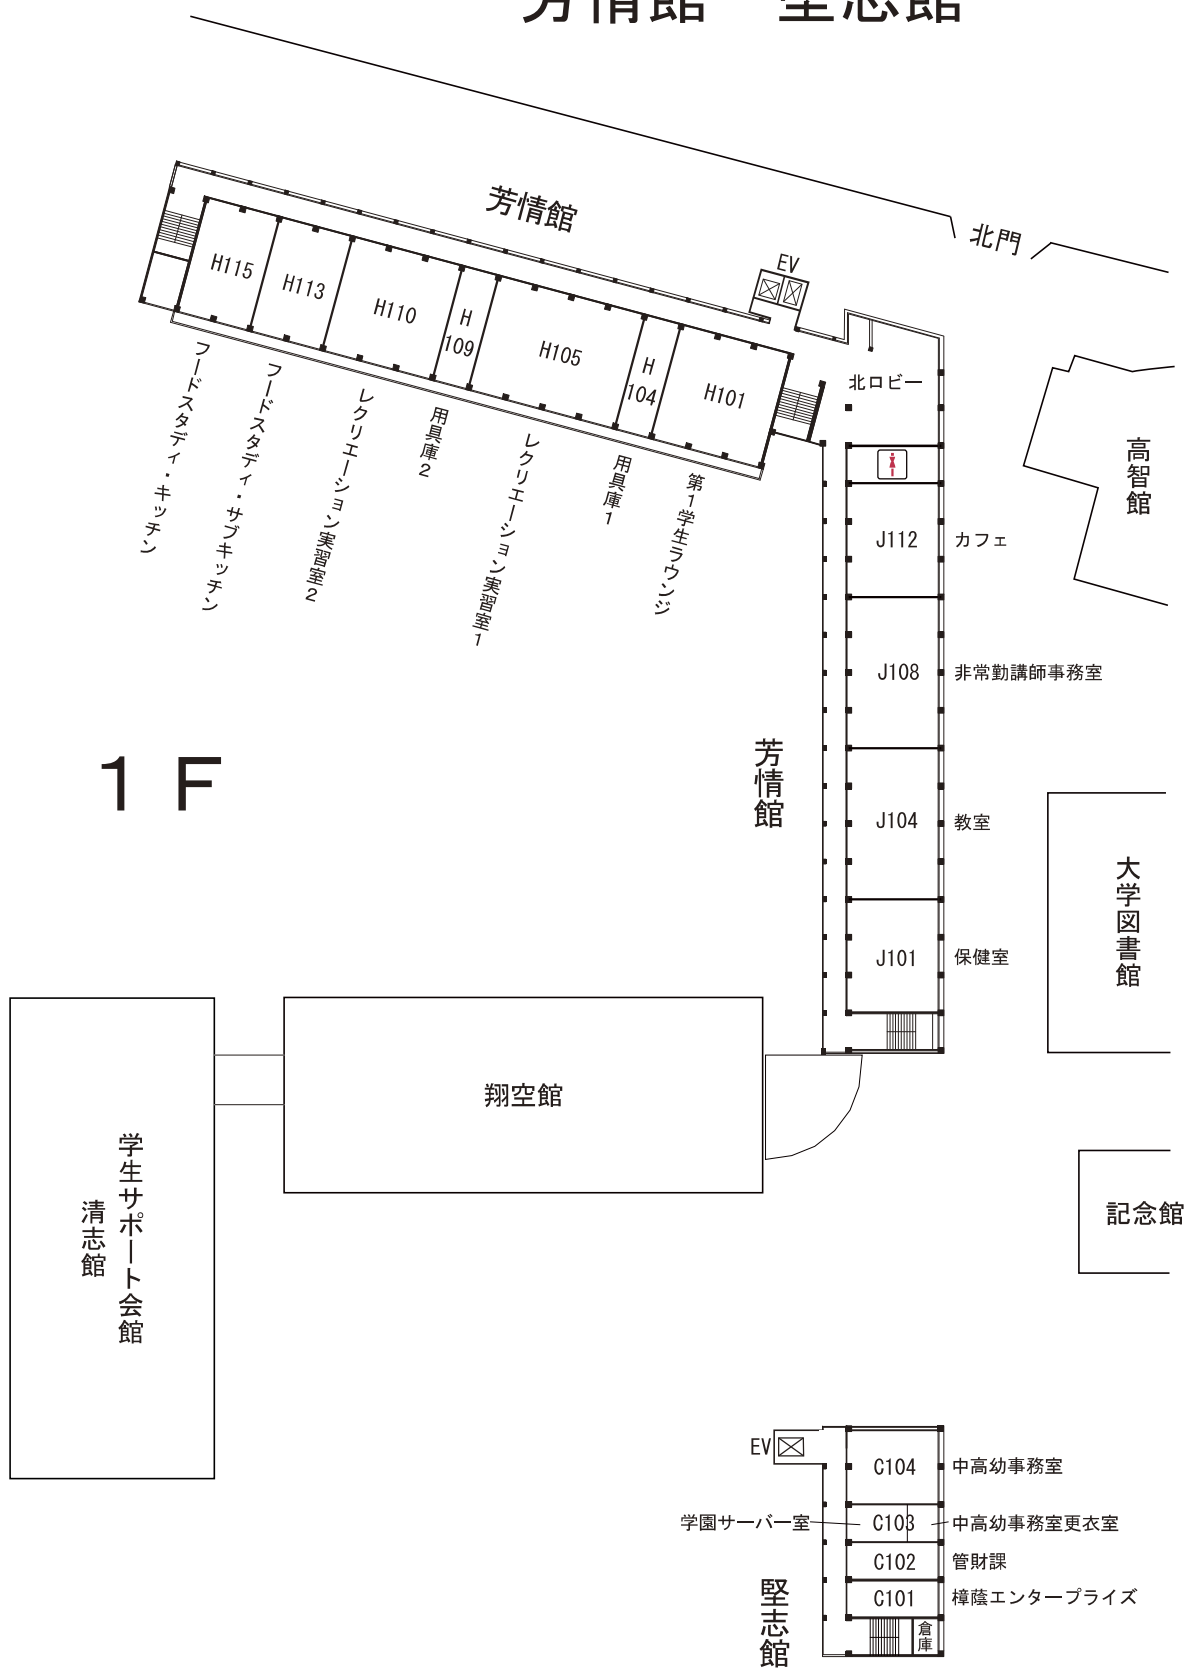 芳情館 堅志館
芳情館
北門
EV
H115
H113
H110
H
109
H105
H
104
H101
北ロビー
フードスタディ・キッチン
フードスタディ・サブキッチン
レクリエーション実習室2
用具庫2
レクリエーション実習室1
用具庫1
第1学生ラウンジ
高智館
J112
カフェ
J108
非常勤講師事務室
芳情館
1F
J104
教室
大学図書館
J101
保健室
翔空館
学生サポート会館
清志館
記念館
EV
C104
中高幼事務室
学園サーバー室
C103
中高幼事務室更衣室
C102
管財課
C101
樟蔭エンタープライズ
堅志館
倉庫